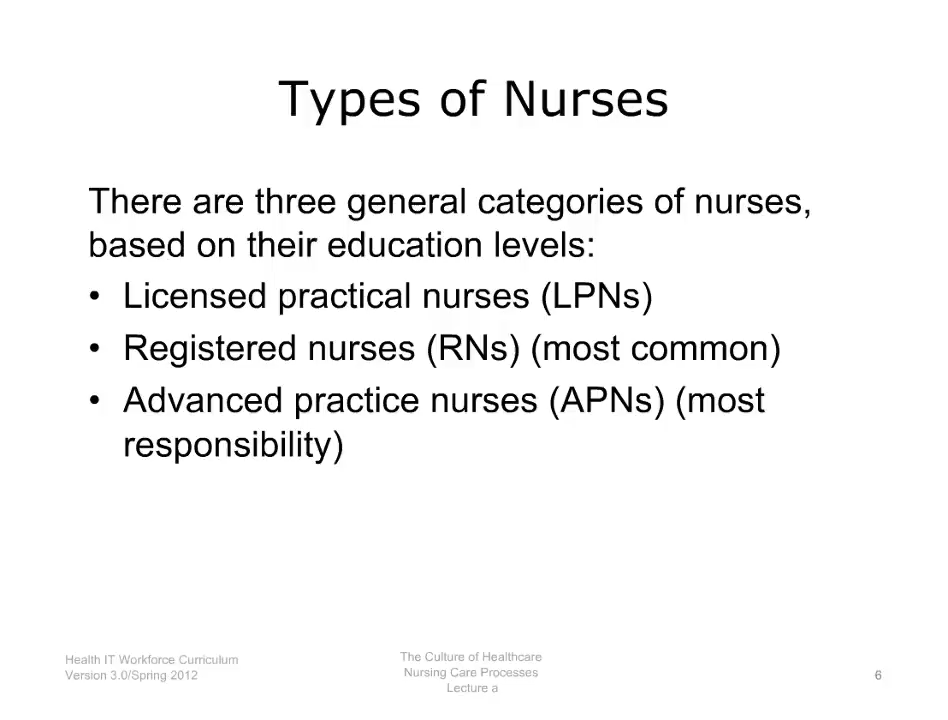 Types of Nurses
There are three general categories of nurses,
based on their education levels:
• Licensed practical nurses (LPNs)
• Registered nurses (RNs) (most common)
• Advanced practice nurses (APNs) (most
responsibility)
Health IT Workforce Curriculum
Version 3.0/Spring 2012
The Culture of Healthcare
Nursing Care Processes
Lecture a
6